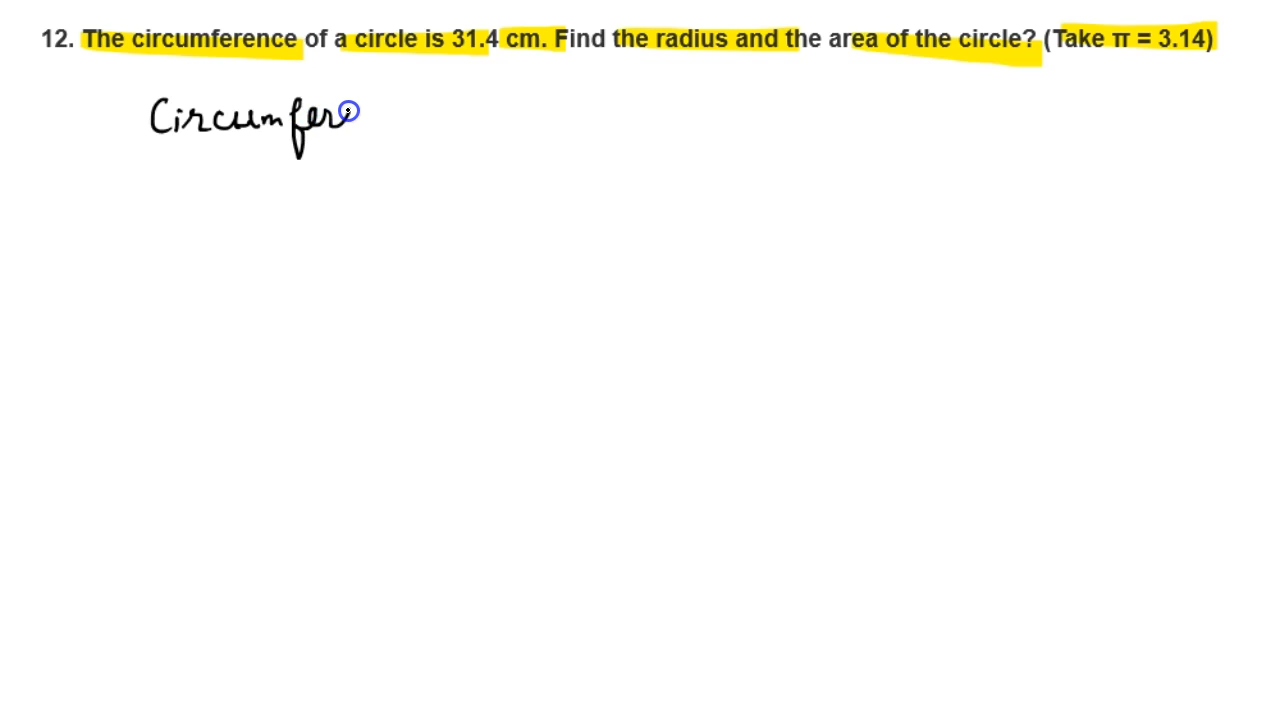 12. The circumference of a circle is 31.4 cm. Find the radius and the area of the circle? (Take π = 3.14)
Circumfere